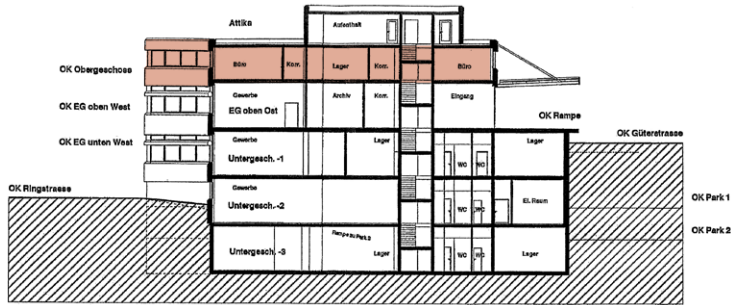 Attika
Aufenthalt
OK Obergeschoss
Büro
Kom.
Lager
Kom.
Büro
Gewerbe
Archiv
Kom.
Eingang
OK EG oben West
EG oben Ost
OK Rampe
OK EG unten West
Gewerbe
Lager
Lager
OK Güterstrasse
Untergesch. -1
WC
WC
OK Ringstrasse
Gewerbe
El. Raum
OK Park 1
Untergesch. -2
WC
WC
Rampe zu Park 2
OK Park 2
Untergesch. -3
Lager
WC
WC
Lager